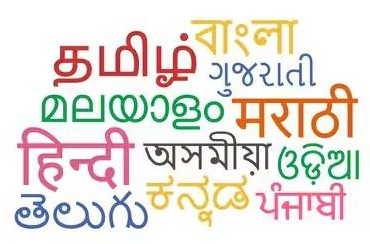 தமிழ் বাংলা
ગુજરાતી
മലയാളം मराठी
हिन्दी অসমীয়া ଓଡ଼ିଆ
తెలుగు ಕನ್ನಡ ਪੰਜਾਬੀ